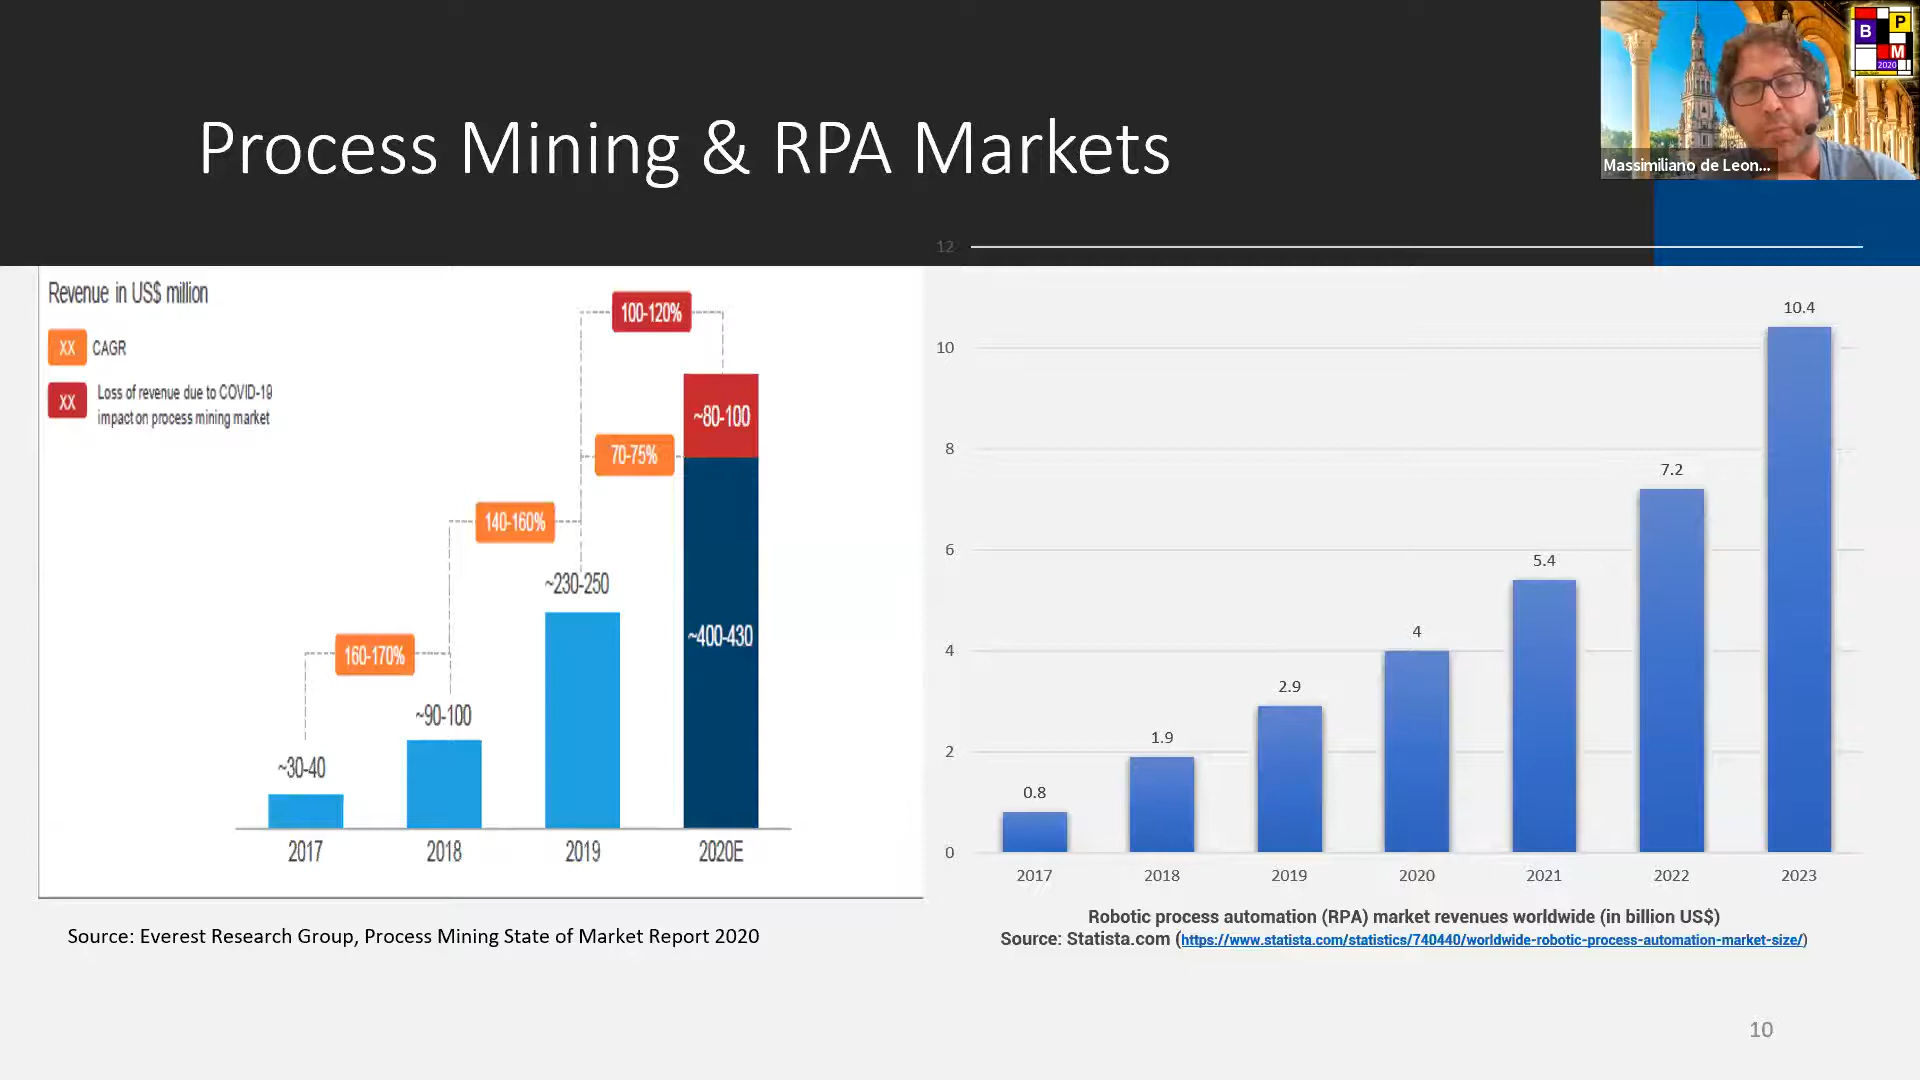 Process Mining & RPA Markets
B
P
M
2020
Massimiliano de Leon...
Revenue in US$ million
XX CAGR
XX Loss of revenue due to COVID-19
impact on process mining market
100-120%
~80-100
70-75%
140-160%
~230-250
~400-430
160-170%
~90-100
~30-40
2017 2018 2019 2020E
Source: Everest Research Group, Process Mining State of Market Report 2020
12
10
8
6
4
2
0
0.8
1.9
2.9
4
5.4
7.2
10.4
2017 2018 2019 2020 2021 2022 2023
Robotic process automation (RPA) market revenues worldwide (in billion US$)
Source: Statista.com (https://www.statista.com/statistics/740440/worldwide-robotic-process-automation-market-size/)
10